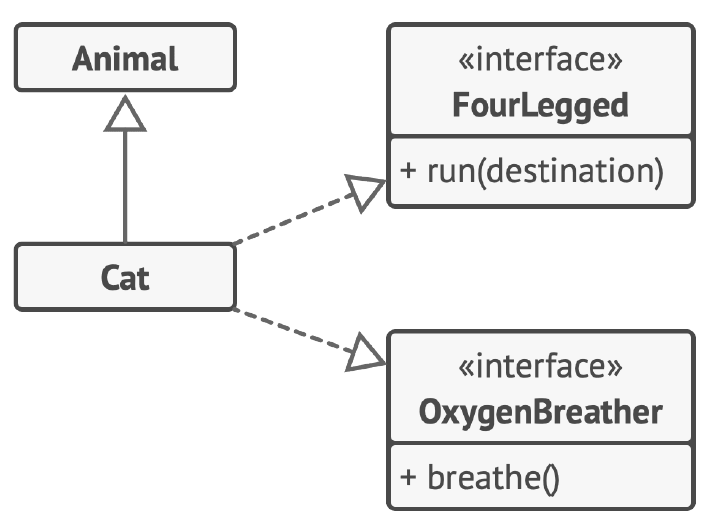 Animal
Cat
«interface»
FourLegged
+ run(destination)
«interface»
OxygenBreather
+ breathe()